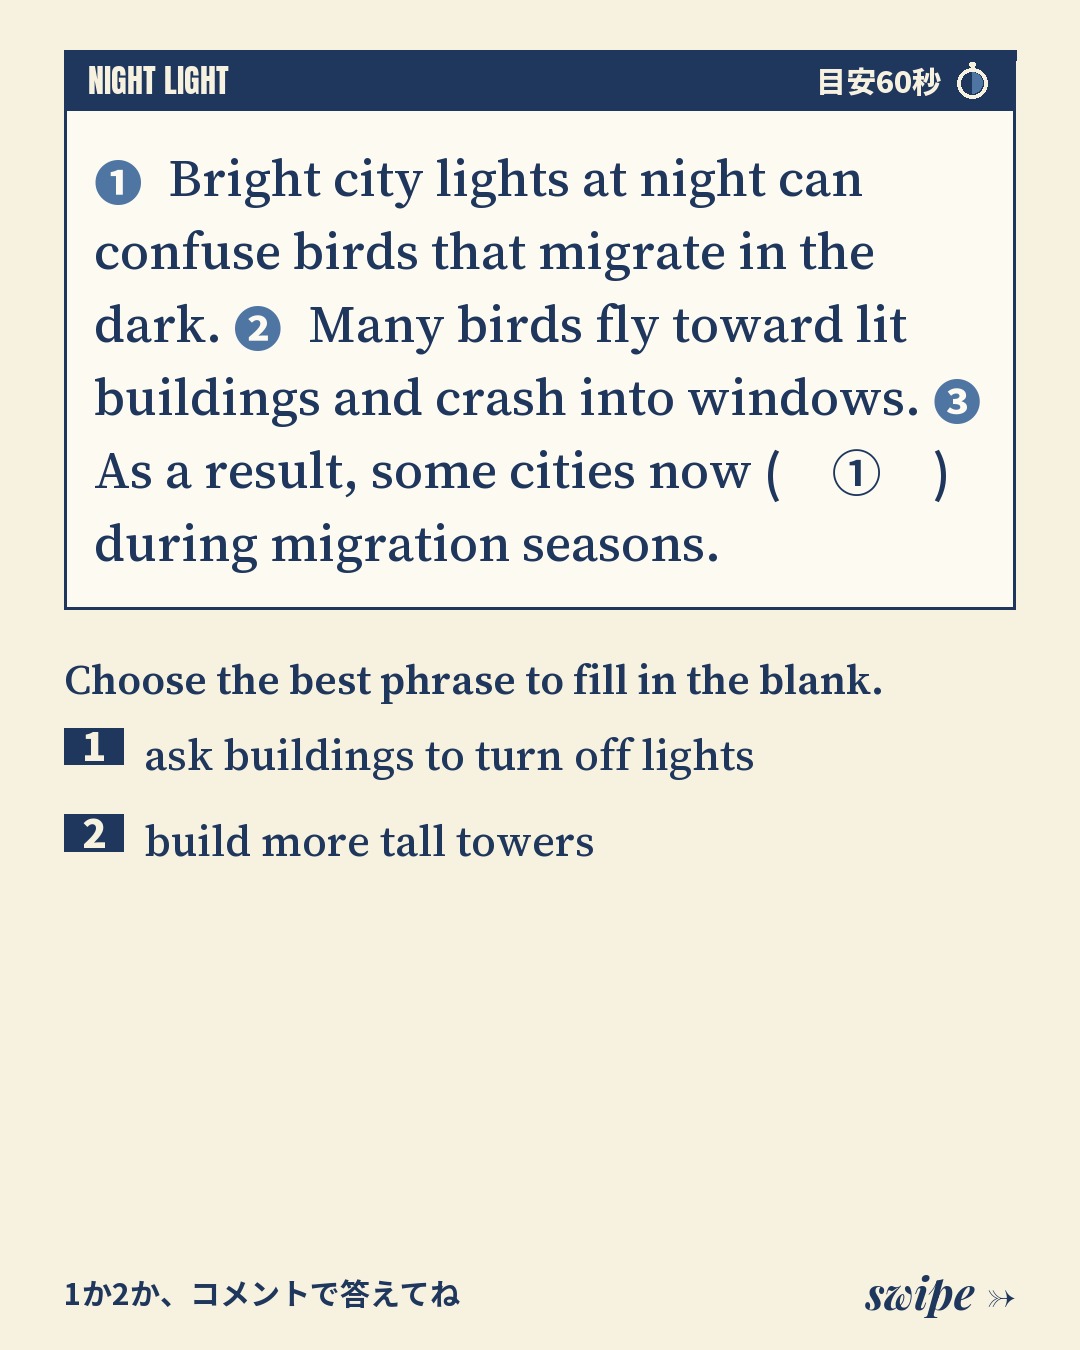 NIGHT LIGHT
目安60秒
❶ Bright city lights at night can
confuse birds that migrate in the
dark. ❷ Many birds fly toward lit
buildings and crash into windows. ❸
As a result, some cities now ( ① )
during migration seasons.
Choose the best phrase to fill in the blank.
1 ask buildings to turn off lights
2 build more tall towers
1か2か、コメントで答えてね
swipe